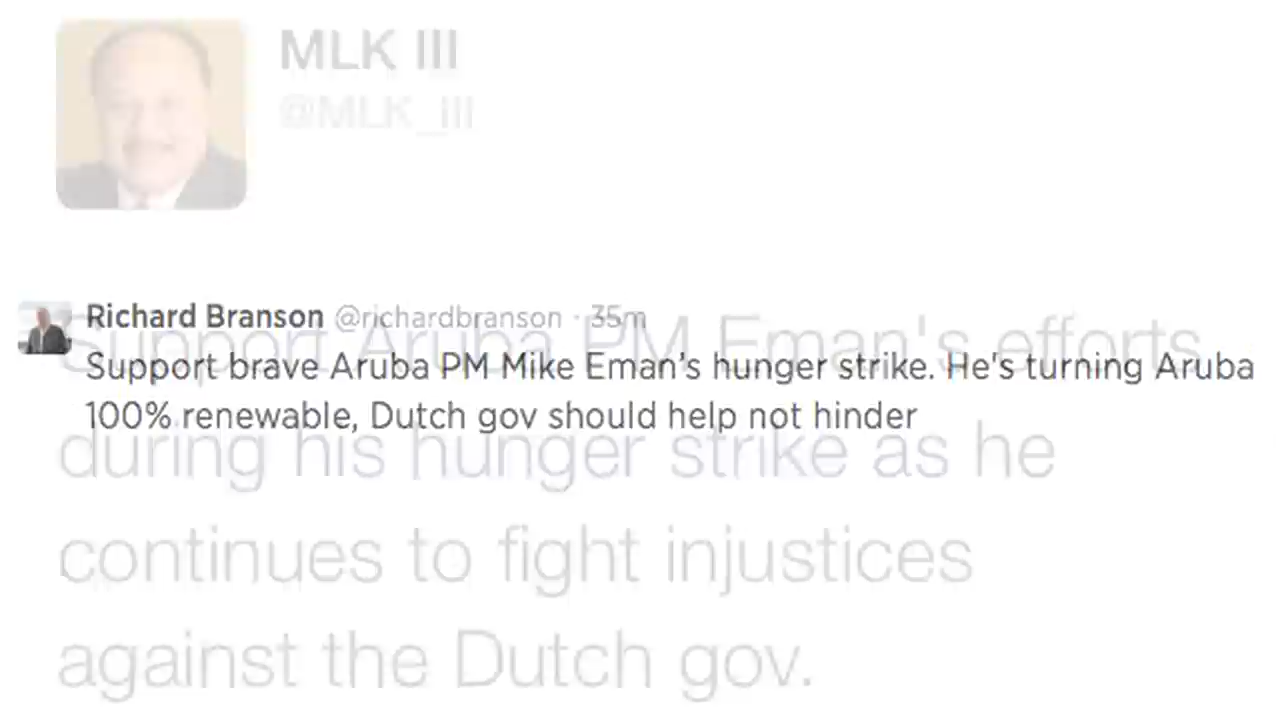 MLK III
@MLK_III
Richard Branson @richardbranson · 35m
Support Aruba PM Eman's efforts
Support brave Aruba PM Mike Eman's hunger strike. He's turning Aruba
100% renewable, Dutch gov should help not hinder
during his hunger strike as he
continues to fight injustices
against the Dutch gov.